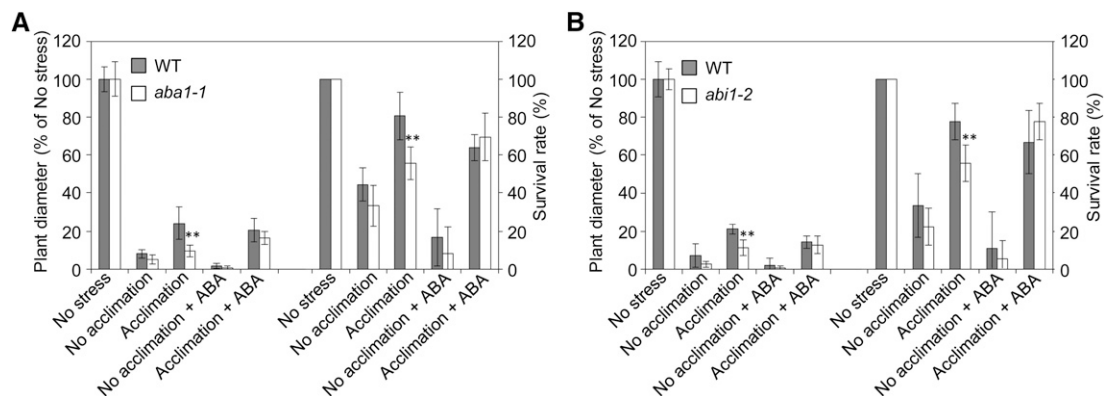 A
Plant diameter (% of No stress)
120
100
80
60
40
20
0
WT
aba1-1
**
**
120
100
80
60
40
20
0
Survival rate (%)
No stress
No acclimation
Acclimation
No acclimation + ABA
Acclimation + ABA
No stress
No acclimation
Acclimation
No acclimation + ABA
Acclimation + ABA
B
Plant diameter (% of No stress)
120
100
80
60
40
20
0
WT
abi1-2
**
**
120
100
80
60
40
20
0
Survival rate (%)
No stress
No acclimation
Acclimation
No acclimation + ABA
Acclimation + ABA
No stress
No acclimation
Acclimation
No acclimation + ABA
Acclimation + ABA